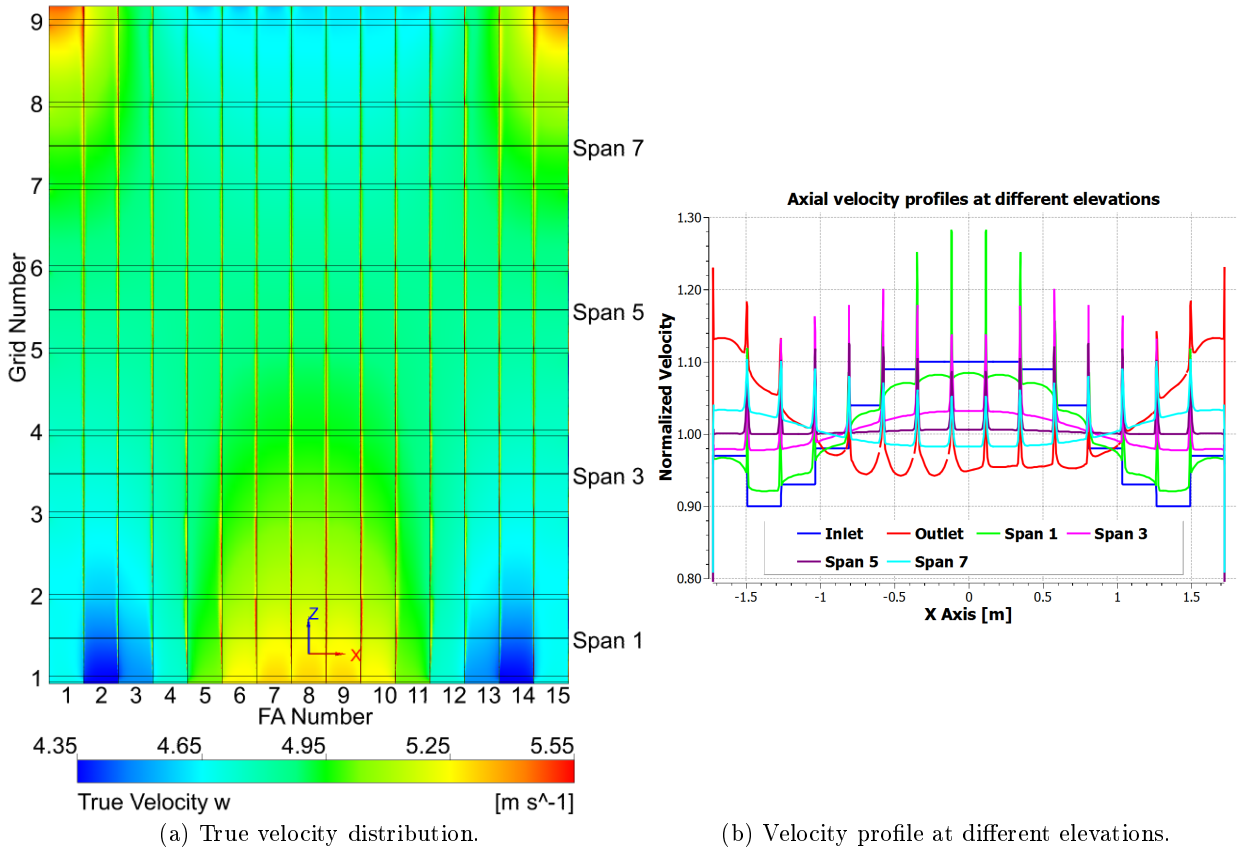 9
8
7
6
5
4
3
2
1
Grid Number
Span 7
Span 5
Span 3
Span 1
Z
X
1 2 3 4 5 6 7 8 9 10 11 12 13 14 15
FA Number
4.35 4.65 4.95 5.25 5.55
True Velocity w [m s^-1]
(a) True velocity distribution.
Axial velocity profiles at different elevations
1.30
1.20
1.10
1.00
0.90
0.80
Normalized Velocity
Inlet Outlet Span 1 Span 3
Span 5 Span 7
-1.5 -1 -0.5 0 0.5 1 1.5
X Axis [m]
(b) Velocity profile at different elevations.